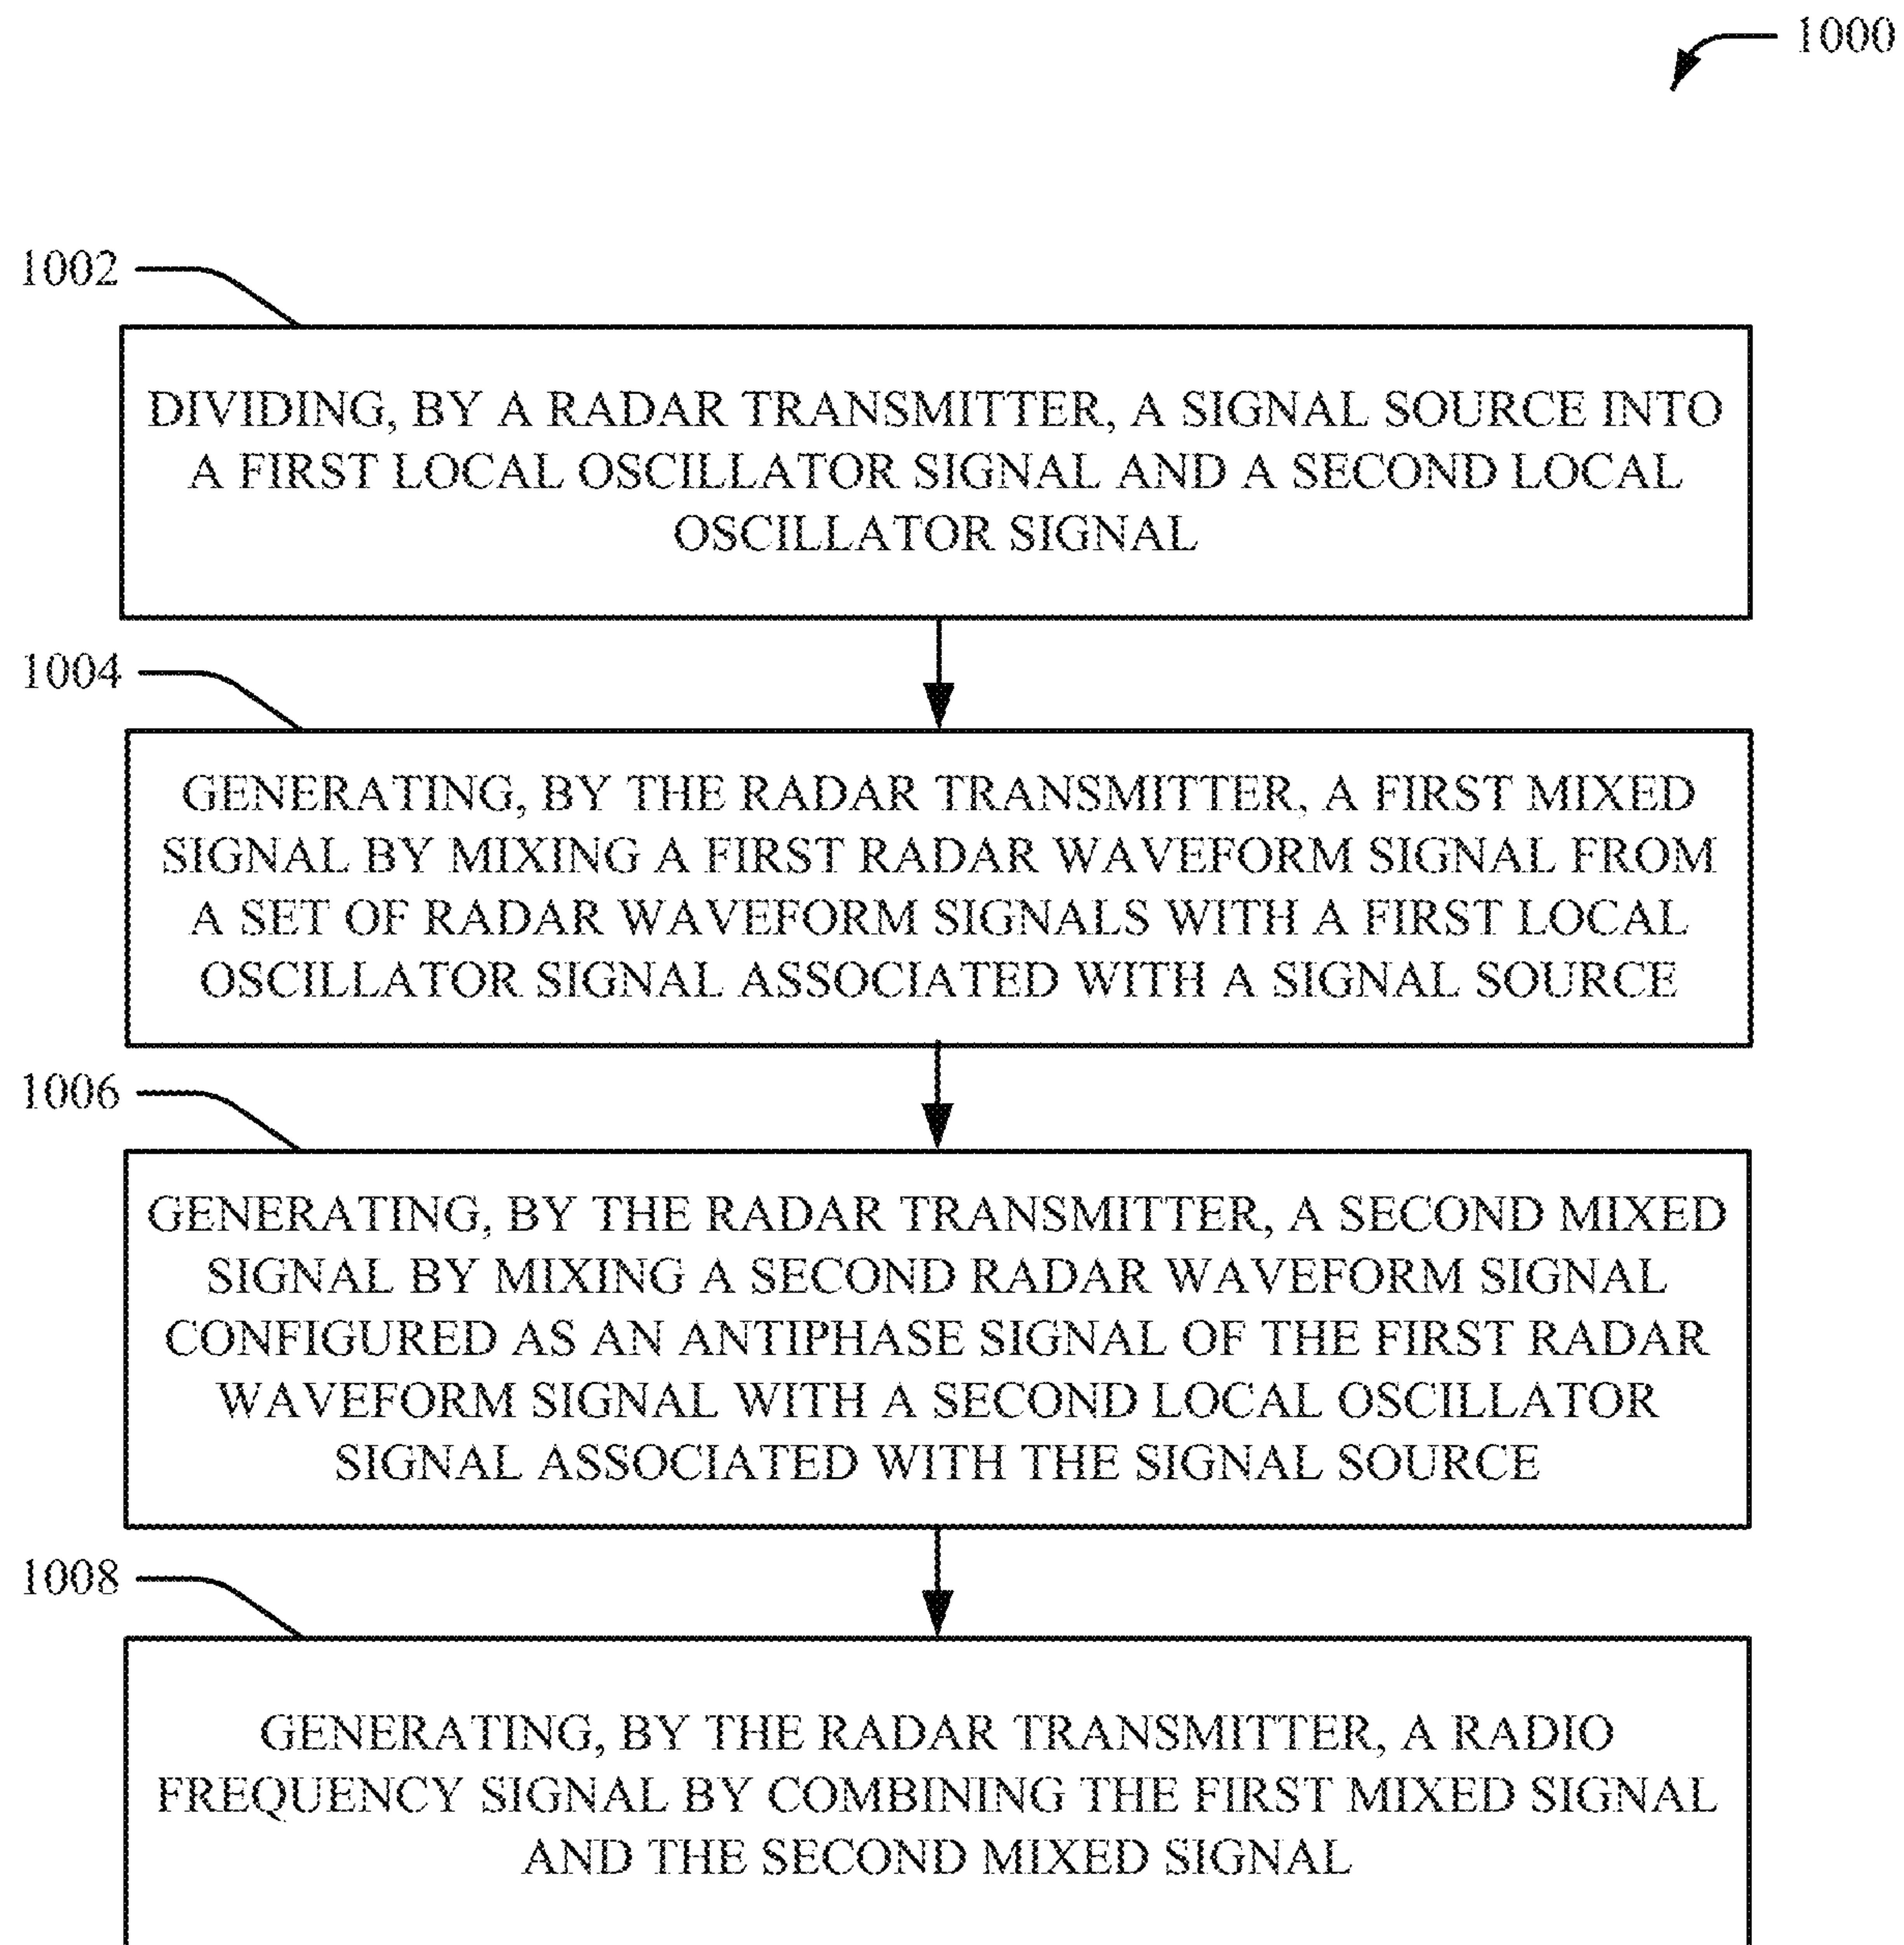 1000
1002
DIVIDING, BY A RADAR TRANSMITTER, A SIGNAL SOURCE INTO
A FIRST LOCAL OSCILLATOR SIGNAL AND A SECOND LOCAL
OSCILLATOR SIGNAL
1004
GENERATING, BY THE RADAR TRANSMITTER, A FIRST MIXED
SIGNAL BY MIXING A FIRST RADAR WAVEFORM SIGNAL FROM
A SET OF RADAR WAVEFORM SIGNALS WITH A FIRST LOCAL
OSCILLATOR SIGNAL ASSOCIATED WITH A SIGNAL SOURCE
1006
GENERATING, BY THE RADAR TRANSMITTER, A SECOND MIXED
SIGNAL BY MIXING A SECOND RADAR WAVEFORM SIGNAL
CONFIGURED AS AN ANTIPHASE SIGNAL OF THE FIRST RADAR
WAVEFORM SIGNAL WITH A SECOND LOCAL OSCILLATOR
SIGNAL ASSOCIATED WITH THE SIGNAL SOURCE
1008
GENERATING, BY THE RADAR TRANSMITTER, A RADIO
FREQUENCY SIGNAL BY COMBINING THE FIRST MIXED SIGNAL
AND THE SECOND MIXED SIGNAL